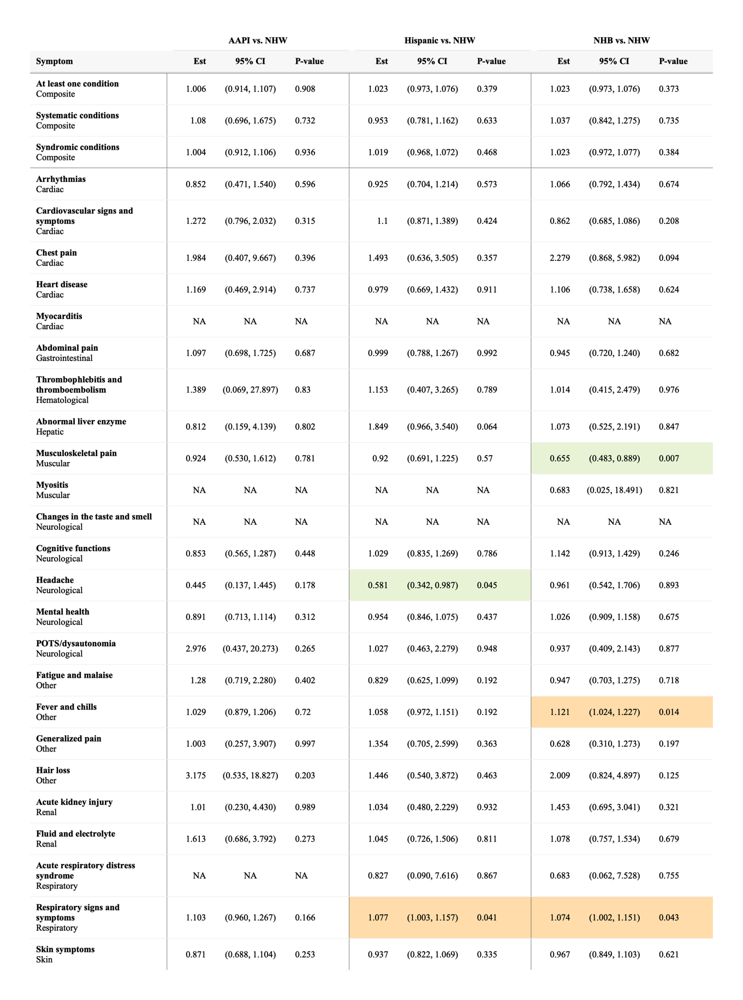 AAPI vs. NHW Hispanic vs. NHW NHB vs. NHW
Symptom Est 95% CI P-value Est 95% CI P-value Est 95% CI P-value
At least one condition
Composite
1.006 (0.914, 1.107) 0.908 1.023 (0.973, 1.076) 0.379 1.023 (0.973, 1.076) 0.373
Systematic conditions
Composite
1.08 (0.696, 1.675) 0.732 0.953 (0.781, 1.162) 0.633 1.037 (0.842, 1.275) 0.735
Syndromic conditions
Composite
1.004 (0.912, 1.106) 0.936 1.019 (0.968, 1.072) 0.468 1.023 (0.972, 1.077) 0.384
Arrhythmias
Cardiac
0.852 (0.471, 1.540) 0.596 0.925 (0.704, 1.214) 0.573 1.066 (0.792, 1.434) 0.674
Cardiovascular signs and
symptoms
Cardiac
1.272 (0.796, 2.032) 0.315 1.1 (0.871, 1.389) 0.424 0.862 (0.685, 1.086) 0.208
Chest pain
Cardiac
1.984 (0.407, 9.667) 0.396 1.493 (0.636, 3.505) 0.357 2.279 (0.868, 5.982) 0.094
Heart disease
Cardiac
1.169 (0.469, 2.914) 0.737 0.979 (0.669, 1.432) 0.911 1.106 (0.738, 1.658) 0.624
Myocarditis
Cardiac
NA NA NA NA NA NA NA NA NA
Abdominal pain
Gastrointestinal
1.097 (0.698, 1.725) 0.687 0.999 (0.788, 1.267) 0.992 0.945 (0.720, 1.240) 0.682
Thrombophlebitis and
thromboembolism
Hematological
1.389 (0.069, 27.897) 0.83 1.153 (0.407, 3.265) 0.789 1.014 (0.415, 2.479) 0.976
Abnormal liver enzyme
Hepatic
0.812 (0.159, 4.139) 0.802 1.849 (0.966, 3.540) 0.064 1.073 (0.525, 2.191) 0.847
Musculoskeletal pain
Muscular
0.924 (0.530, 1.612) 0.781 0.92 (0.691, 1.225) 0.57 0.655 (0.483, 0.889) 0.007
Myositis
Muscular
NA NA NA NA NA NA 0.683 (0.025, 18.491) 0.821
Changes in the taste and smell
Neurological
NA NA NA NA NA NA NA NA NA
Cognitive functions
Neurological
0.853 (0.565, 1.287) 0.448 1.029 (0.835, 1.269) 0.786 1.142 (0.913, 1.429) 0.246
Headache
Neurological
0.445 (0.137, 1.445) 0.178 0.581 (0.342, 0.987) 0.045 0.961 (0.542, 1.706) 0.893
Mental health
Neurological
0.891 (0.713, 1.114) 0.312 0.954 (0.846, 1.075) 0.437 1.026 (0.909, 1.158) 0.675
POTS/dysautonomia
Neurological
2.976 (0.437, 20.273) 0.265 1.027 (0.463, 2.279) 0.948 0.937 (0.409, 2.143) 0.877
Fatigue and malaise
Other
1.28 (0.719, 2.280) 0.402 0.829 (0.625, 1.099) 0.192 0.947 (0.703, 1.275) 0.718
Fever and chills
Other
1.029 (0.879, 1.206) 0.72 1.058 (0.972, 1.151) 0.192 1.121 (1.024, 1.227) 0.014
Generalized pain
Other
1.003 (0.257, 3.907) 0.997 1.354 (0.705, 2.599) 0.363 0.628 (0.310, 1.273) 0.197
Hair loss
Other
3.175 (0.535, 18.827) 0.203 1.446 (0.540, 3.872) 0.463 2.009 (0.824, 4.897) 0.125
Acute kidney injury
Renal
1.01 (0.230, 4.430) 0.989 1.034 (0.480, 2.229) 0.932 1.453 (0.695, 3.041) 0.321
Fluid and electrolyte
Renal
1.613 (0.686, 3.792) 0.273 1.045 (0.726, 1.506) 0.811 1.078 (0.757, 1.534) 0.679
Acute respiratory distress
syndrome
Respiratory
NA NA NA 0.827 (0.090, 7.616) 0.867 0.683 (0.062, 7.528) 0.755
Respiratory signs and
symptoms
Respiratory
1.103 (0.960, 1.267) 0.166 1.077 (1.003, 1.157) 0.041 1.074 (1.002, 1.151) 0.043
Skin symptoms
Skin
0.871 (0.688, 1.104) 0.253 0.937 (0.822, 1.069) 0.335 0.967 (0.849, 1.103) 0.621